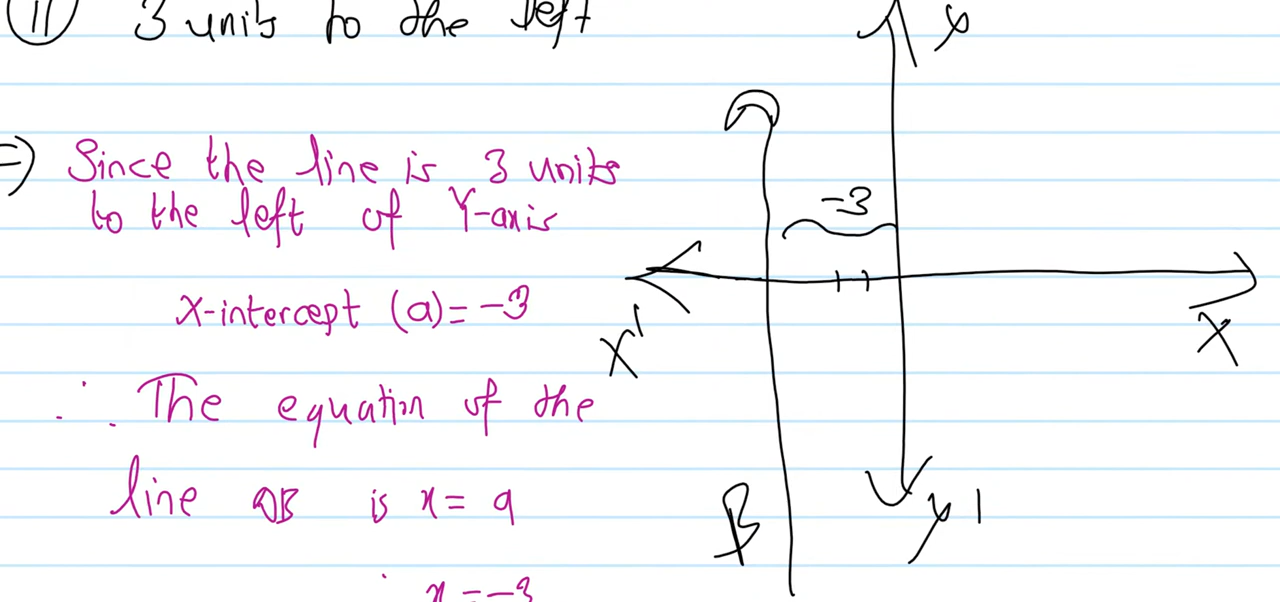 (ii) 3 units to the left
=> Since the line is 3 units
to the left of Y-axis
X-intercept (a) = -3
∴ The equation of the
line AB is x = a
x = -3
y
-3
X'
X
B
y'